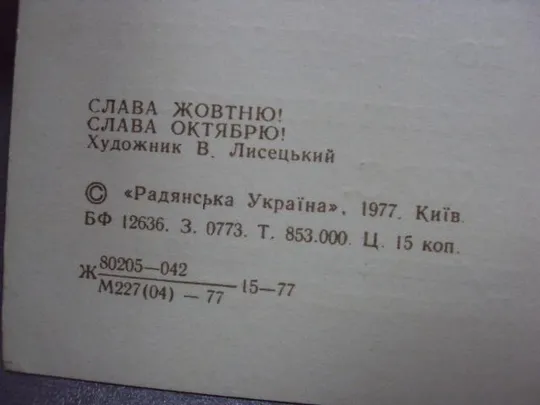 СЛАВА ЖОВТНЮ!
СЛАВА ОКТЯБРЮ!
Художник В. Лисецький
© «Радянська Україна», 1977. Київ.
БФ 12636. З. 0773. Т. 853.000. Ц. 15 коп.
Ж 80205—042 15—77
М227(04) — 77